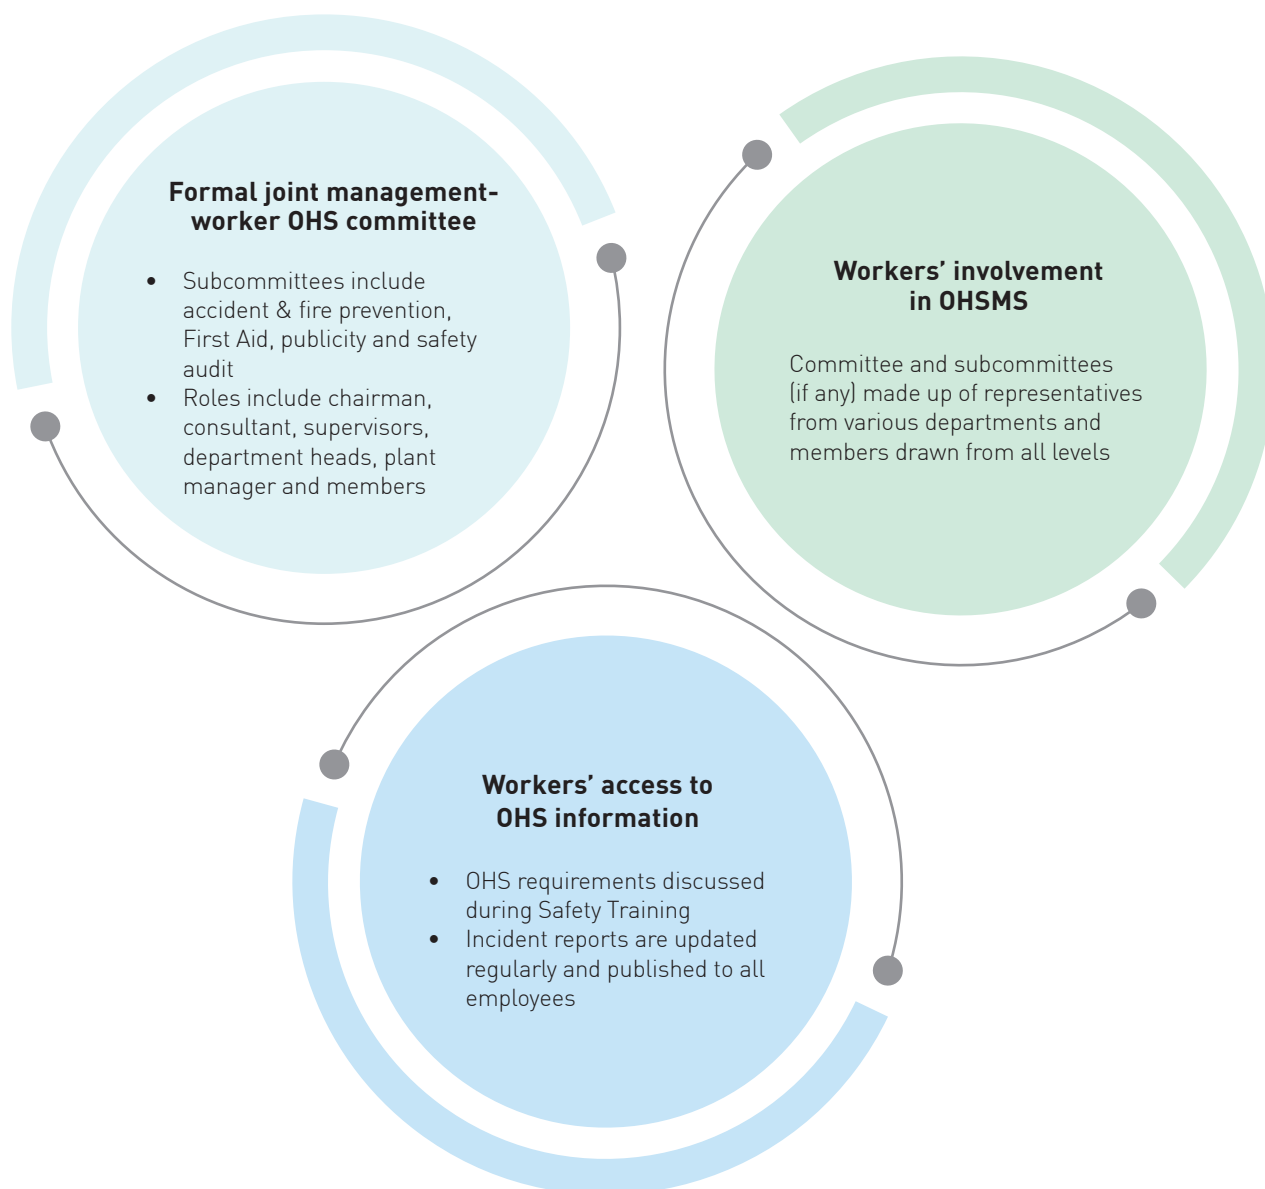 Formal joint management-
worker OHS committee
• Subcommittees include
accident & fire prevention,
First Aid, publicity and safety
audit
• Roles include chairman,
consultant, supervisors,
department heads, plant
manager and members
Workers’ involvement
in OHSMS
Committee and subcommittees
(if any) made up of representatives
from various departments and
members drawn from all levels
Workers’ access to
OHS information
• OHS requirements discussed
during Safety Training
• Incident reports are updated
regularly and published to all
employees